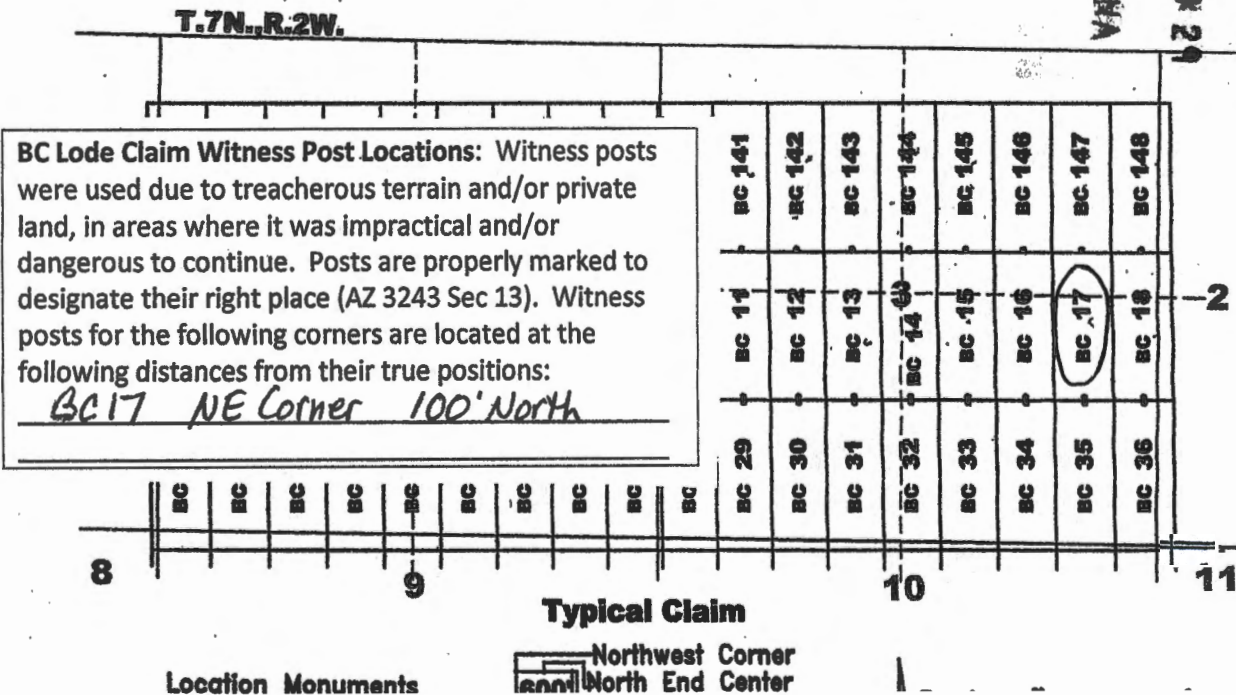 T.7N.,R.2W.
BC Lode Claim Witness Post Locations: Witness posts
were used due to treacherous terrain and/or private
land, in areas where it was impractical and/or
dangerous to continue. Posts are properly marked to
designate their right place (AZ 3243 Sec 13). Witness
posts for the following corners are located at the
following distances from their true positions:
BC17 NE Corner 100' North
BC 141
BC 142
BC 143
BC 144
BC 145
BC 146
BC 147
BC 148
BC 11
BC 12
BC 13
BC 14
BC 15
BC 16
BC 17
BC 18
2
BC 29
BC 30
BC 31
BC 32
BC 33
BC 34
BC 35
BC 36
BC
BC
BC
BC
BC
BC
BC
BC
BC
BC
8
9
10
11
Typical Claim
Northwest Corner
North End Center
600'
Location Monuments